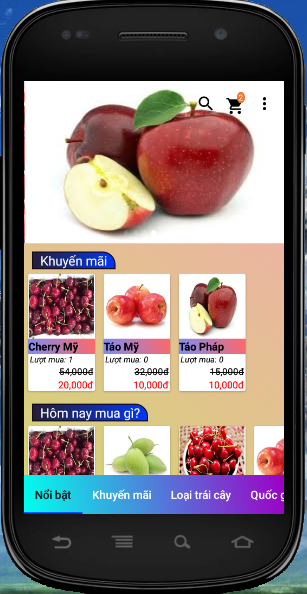 2
Khuyến mãi
Cherry Mỹ
Táo Mỹ
Táo Pháp
Lượt mua: 1
Lượt mua: 0
Lượt mua: 0
54,000đ
32,000đ
15,000đ
20,000đ
10,000đ
10,000đ
Hôm nay mua gì?
Nổi bật
Khuyến mãi
Loại trái cây
Quốc g